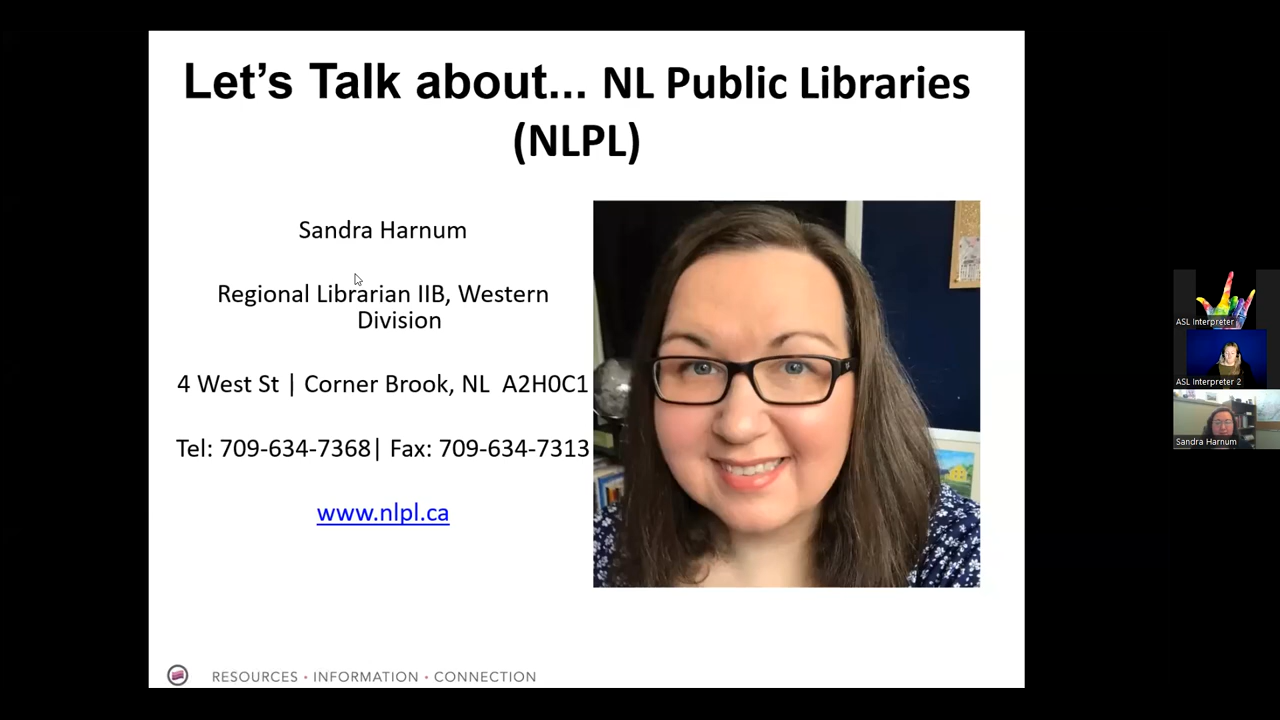 Let's Talk about... NL Public Libraries
(NLPL)
Sandra Harnum
Regional Librarian IIB, Western
Division
4 West St | Corner Brook, NL  A2H0C1
Tel: 709-634-7368| Fax: 709-634-7313
www.nlpl.ca
RESOURCES • INFORMATION • CONNECTION
ASL Interpreter
ASL Interpreter 2
Sandra Harnum